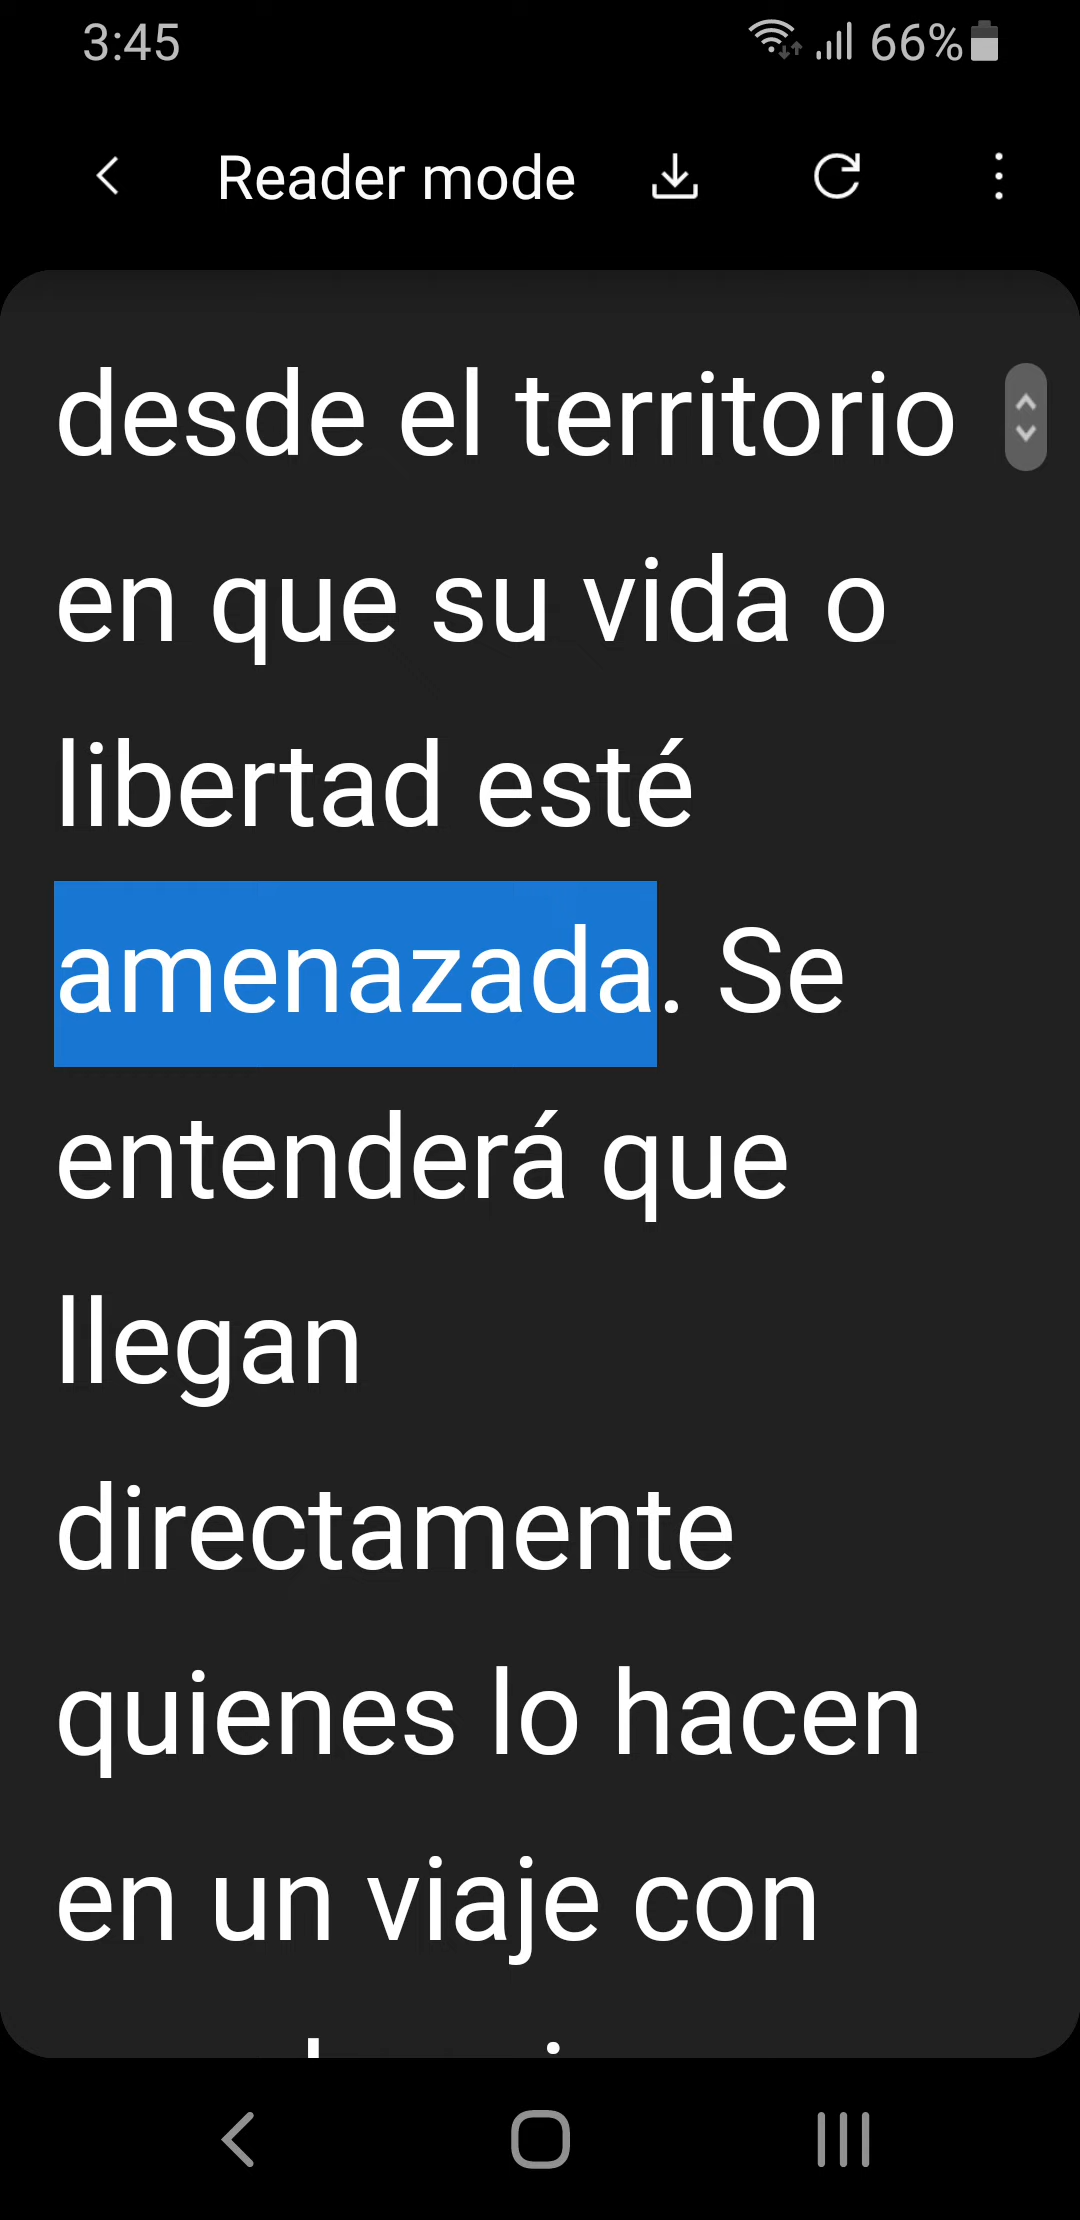 3:45
66%
Reader mode
desde el territorio
en que su vida o
libertad esté
amenazada. Se
entenderá que
llegan
directamente
quienes lo hacen
en un viaje con